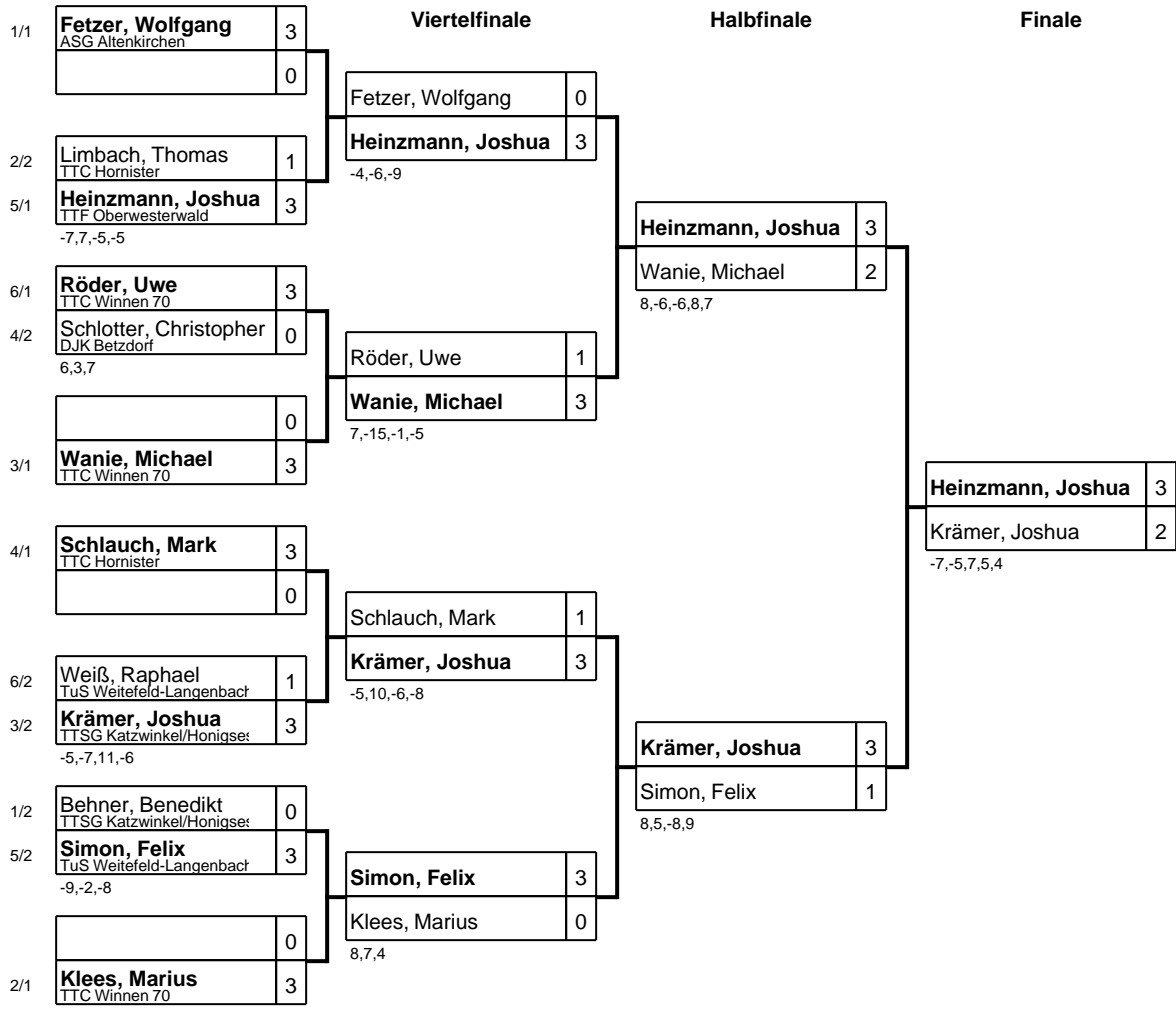 Viertelfinale
Halbfinale
Finale
1/1 Fetzer, Wolfgang 3
ASG Altenkirchen
0
2/2 Limbach, Thomas 1
TTC Hornister
5/1 Heinzmann, Joshua 3
TTF Oberwesterwald
-7,7,-5,-5
6/1 Röder, Uwe 3
TTC Winnen 70
4/2 Schlotter, Christopher 0
DJK Betzdorf
6,3,7
0
3/1 Wanie, Michael 3
TTC Winnen 70
4/1 Schlauch, Mark 3
TTC Hornister
0
6/2 Weiß, Raphael 1
TuS Weitefeld-Langenbach
3/2 Krämer, Joshua 3
TTSG Katzwinkel/Honigses
-5,-7,11,-6
1/2 Behner, Benedikt 0
TTSG Katzwinkel/Honigses
5/2 Simon, Felix 3
TuS Weitefeld-Langenbach
-9,-2,-8
0
2/1 Klees, Marius 3
TTC Winnen 70
Fetzer, Wolfgang 0
Heinzmann, Joshua 3
-4,-6,-9
Röder, Uwe 1
Wanie, Michael 3
7,-15,-1,-5
Schlauch, Mark 1
Krämer, Joshua 3
-5,10,-6,-8
Simon, Felix 3
Klees, Marius 0
8,7,4
Heinzmann, Joshua 3
Wanie, Michael 2
8,-6,-6,8,7
Krämer, Joshua 3
Simon, Felix 1
8,5,-8,9
Heinzmann, Joshua 3
Krämer, Joshua 2
-7,-5,7,5,4